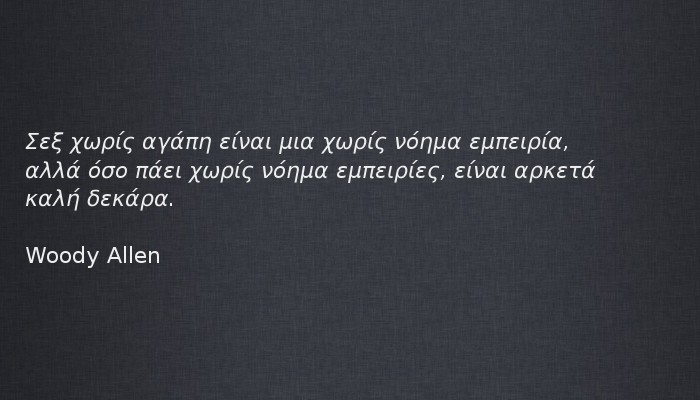 Σεξ χωρίς αγάπη είναι μια χωρίς νόημα εμπειρία,
αλλά όσο πάει χωρίς νόημα εμπειρίες, είναι αρκετά
καλή δεκάρα.
Woody Allen